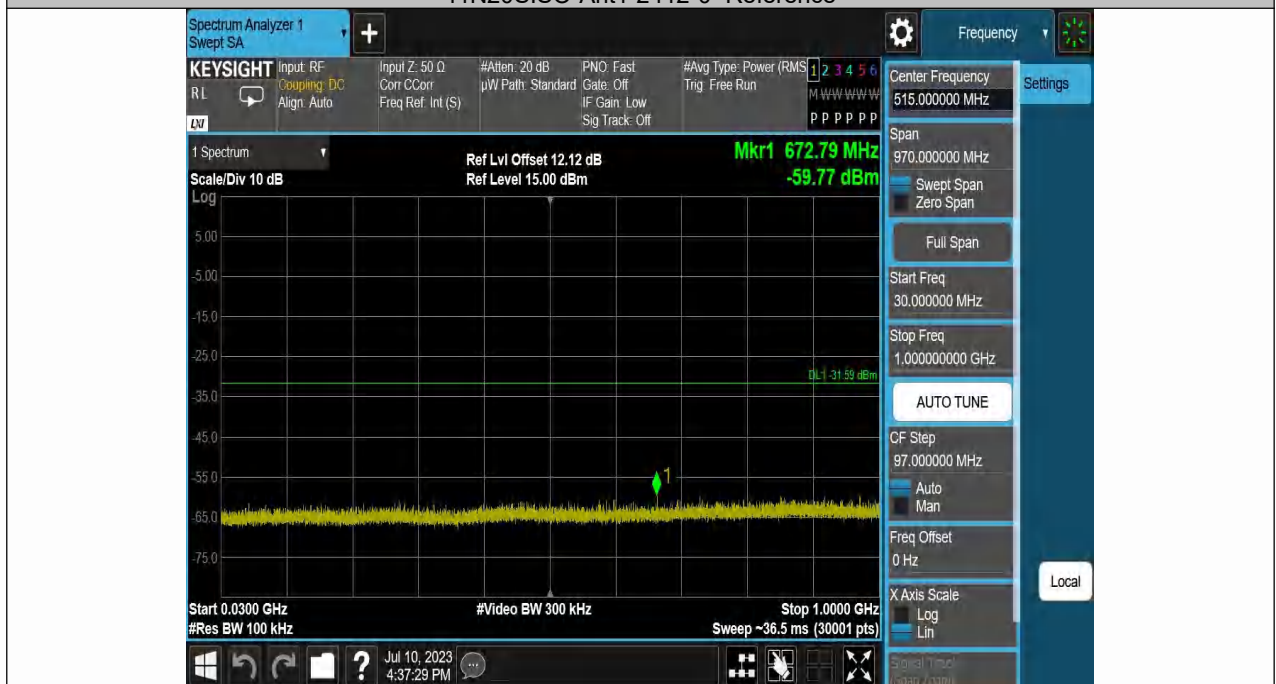 Spectrum Analyzer 1
Swept SA
+
Frequency
KEYSIGHT
RL
LXI
Input: RF
Coupling: DC
Align: Auto
Input Z: 50 Ω
Corr CCorr
Freq Ref: Int (S)
#Atten: 20 dB
µW Path: Standard
PNO: Fast
Gate: Off
IF Gain: Low
Sig Track: Off
#Avg Type: Power (RMS
Trig: Free Run
1 2 3 4 5 6
M W W W W W
P P P P P P
Center Frequency
515.000000 MHz
Settings
Span
970.000000 MHz
Swept Span
Zero Span
Full Span
Start Freq
30.000000 MHz
Stop Freq
1.000000000 GHz
AUTO TUNE
CF Step
97.000000 MHz
Auto
Man
Freq Offset
0 Hz
X Axis Scale
Log
Lin
Local
1 Spectrum
Scale/Div 10 dB
Log
Ref Lvl Offset 12.12 dB
Ref Level 15.00 dBm
Mkr1 672.79 MHz
-59.77 dBm
5.00
-5.00
-15.0
-25.0
DL1 -31.59 dBm
-35.0
-45.0
-55.0
1
-65.0
-75.0
Start 0.0300 GHz
#Res BW 100 kHz
#Video BW 300 kHz
Stop 1.0000 GHz
Sweep ~36.5 ms (30001 pts)
?
Jul 10, 2023
4:37:29 PM